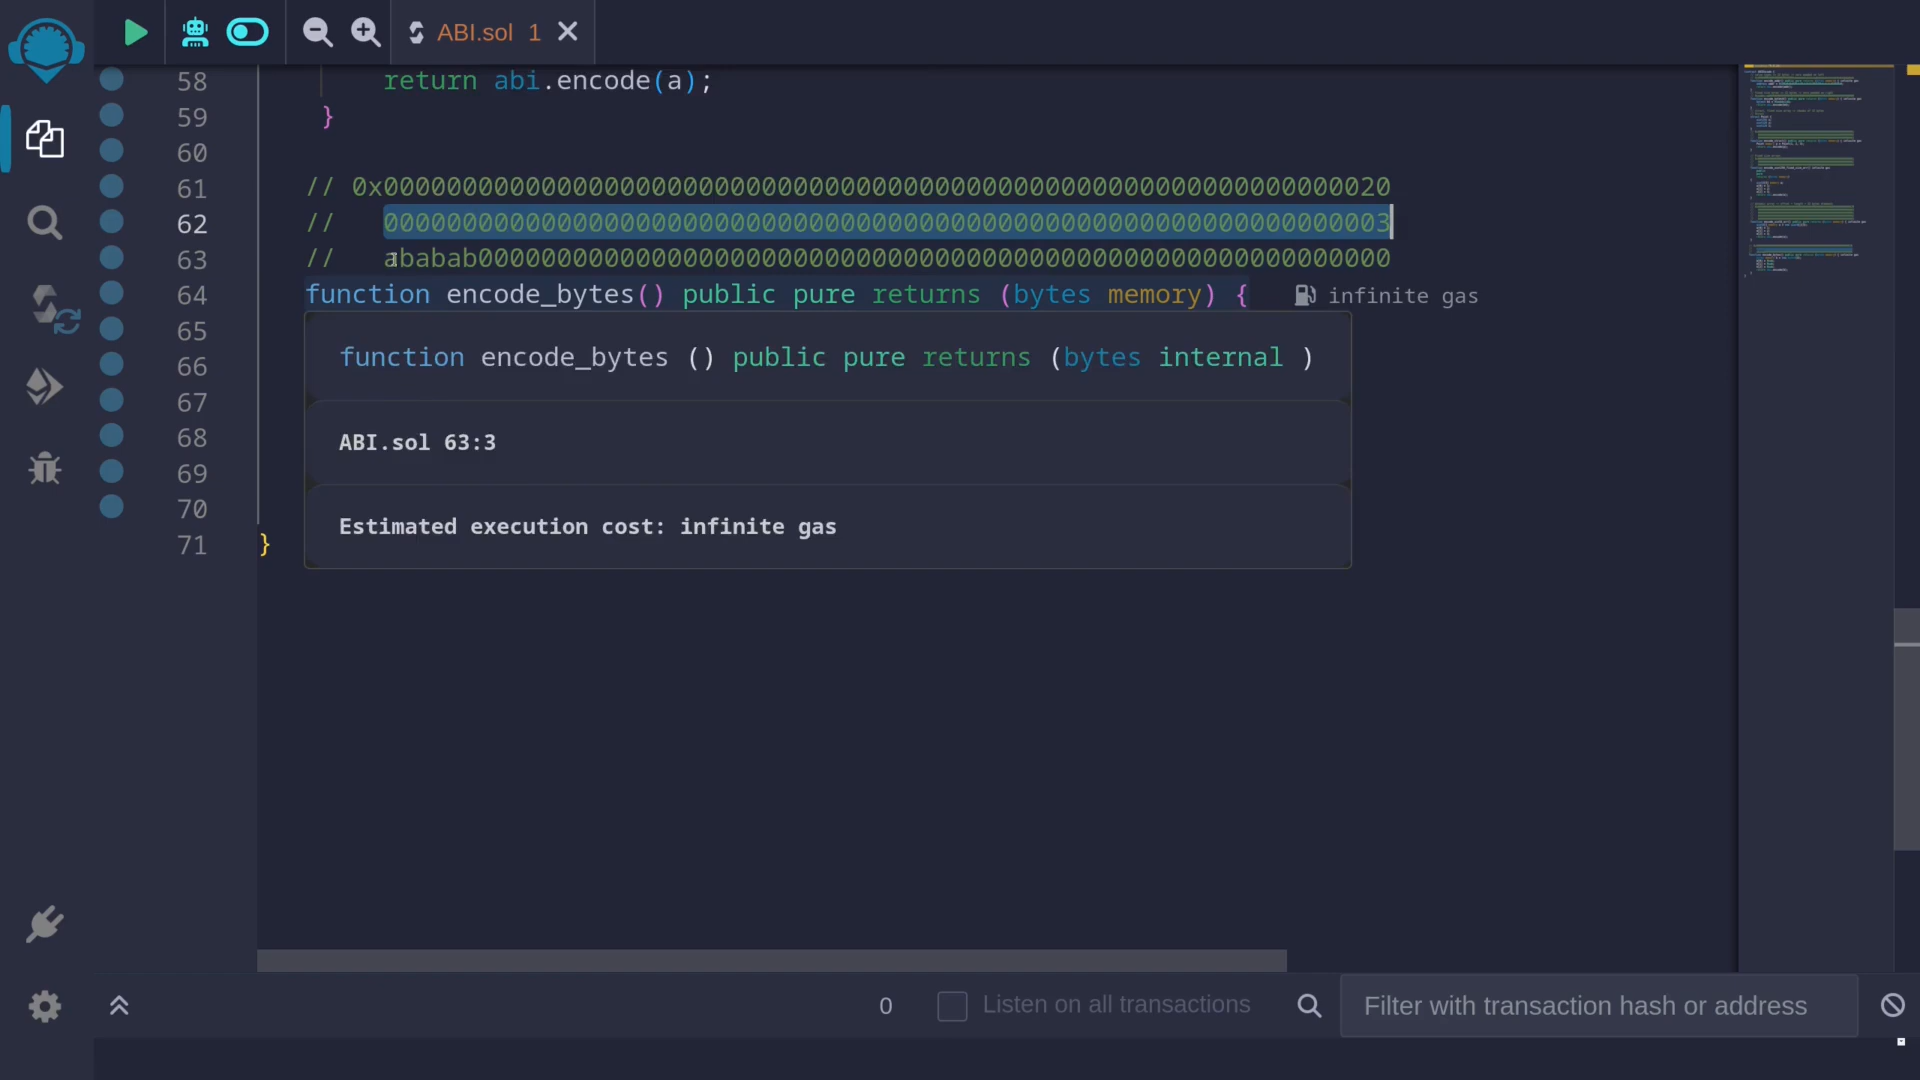 ABI.sol 1
58 return abi.encode(a);
59 }
60
61 // 0x0000000000000000000000000000000000000000000000000000000000000020
62 // 0000000000000000000000000000000000000000000000000000000000000003
63 // ababab0000000000000000000000000000000000000000000000000000000000
64 function encode_bytes() public pure returns (bytes memory) { infinite gas
65
function encode_bytes () public pure returns (bytes internal )
66
67
68
ABI.sol 63:3
69
70
Estimated execution cost: infinite gas
71 }
0
Listen on all transactions
Filter with transaction hash or address